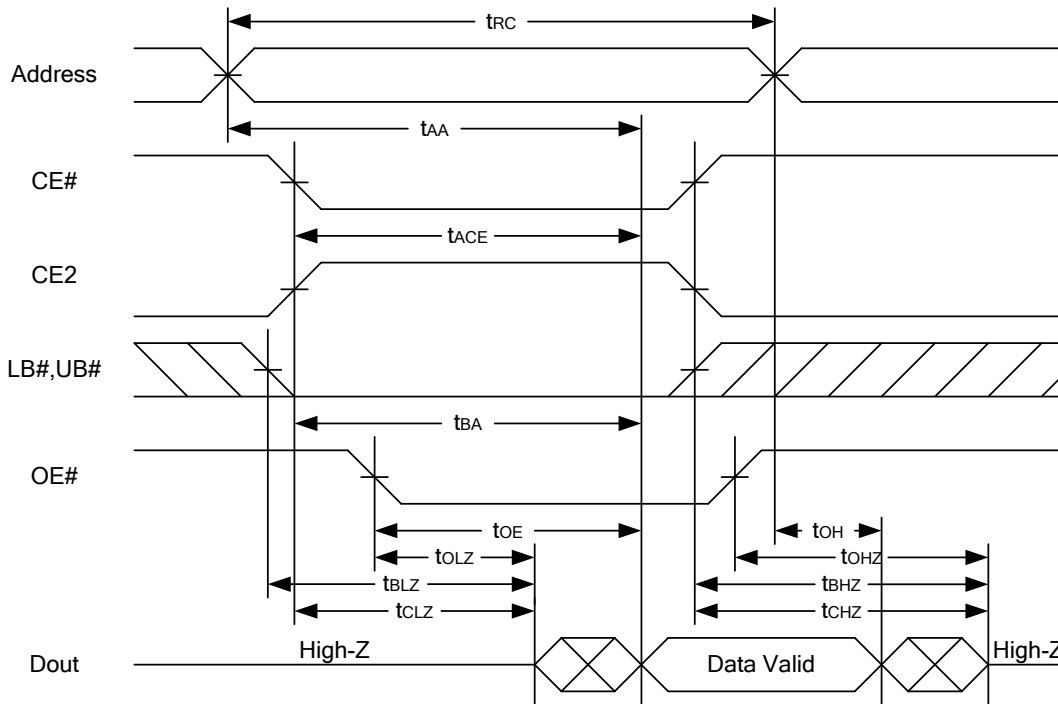 tRC
Address
tAA
CE#
tACE
CE2
LB#,UB#
tBA
OE#
tOE
tOH
tOLZ
tOHZ
tBLZ
tBHZ
tCLZ
tCHZ
Dout
High-Z
Data Valid
High-Z